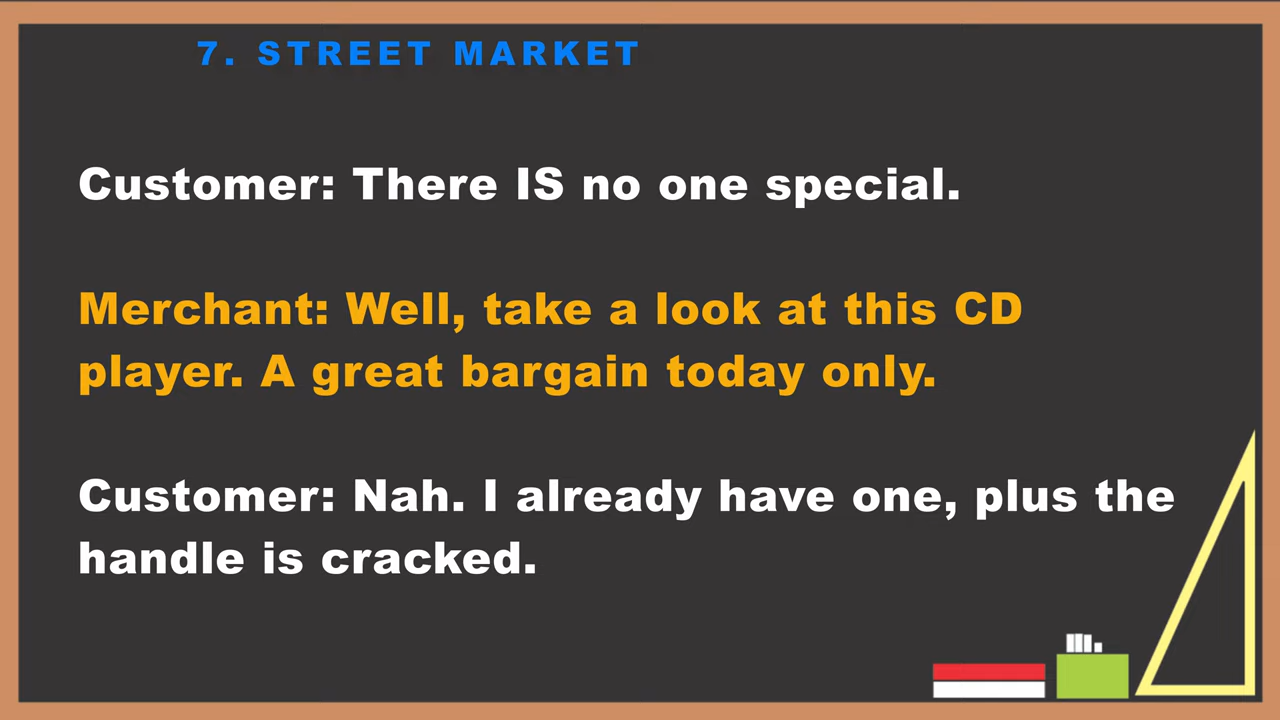 7. STREET MARKET
Customer: There IS no one special.
Merchant: Well, take a look at this CD
player. A great bargain today only.
Customer: Nah. I already have one, plus the
handle is cracked.